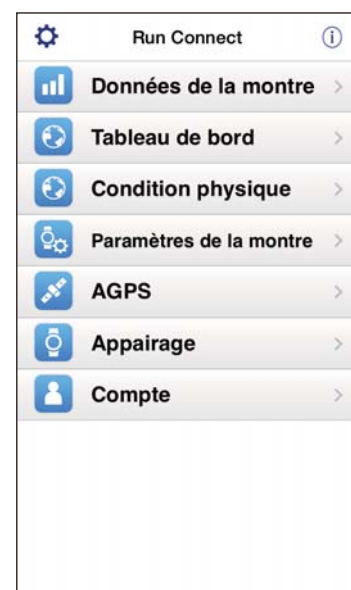 Run Connect
Données de la montre
Tableau de bord
Condition physique
Paramètres de la montre
AGPS
Appairage
Compte